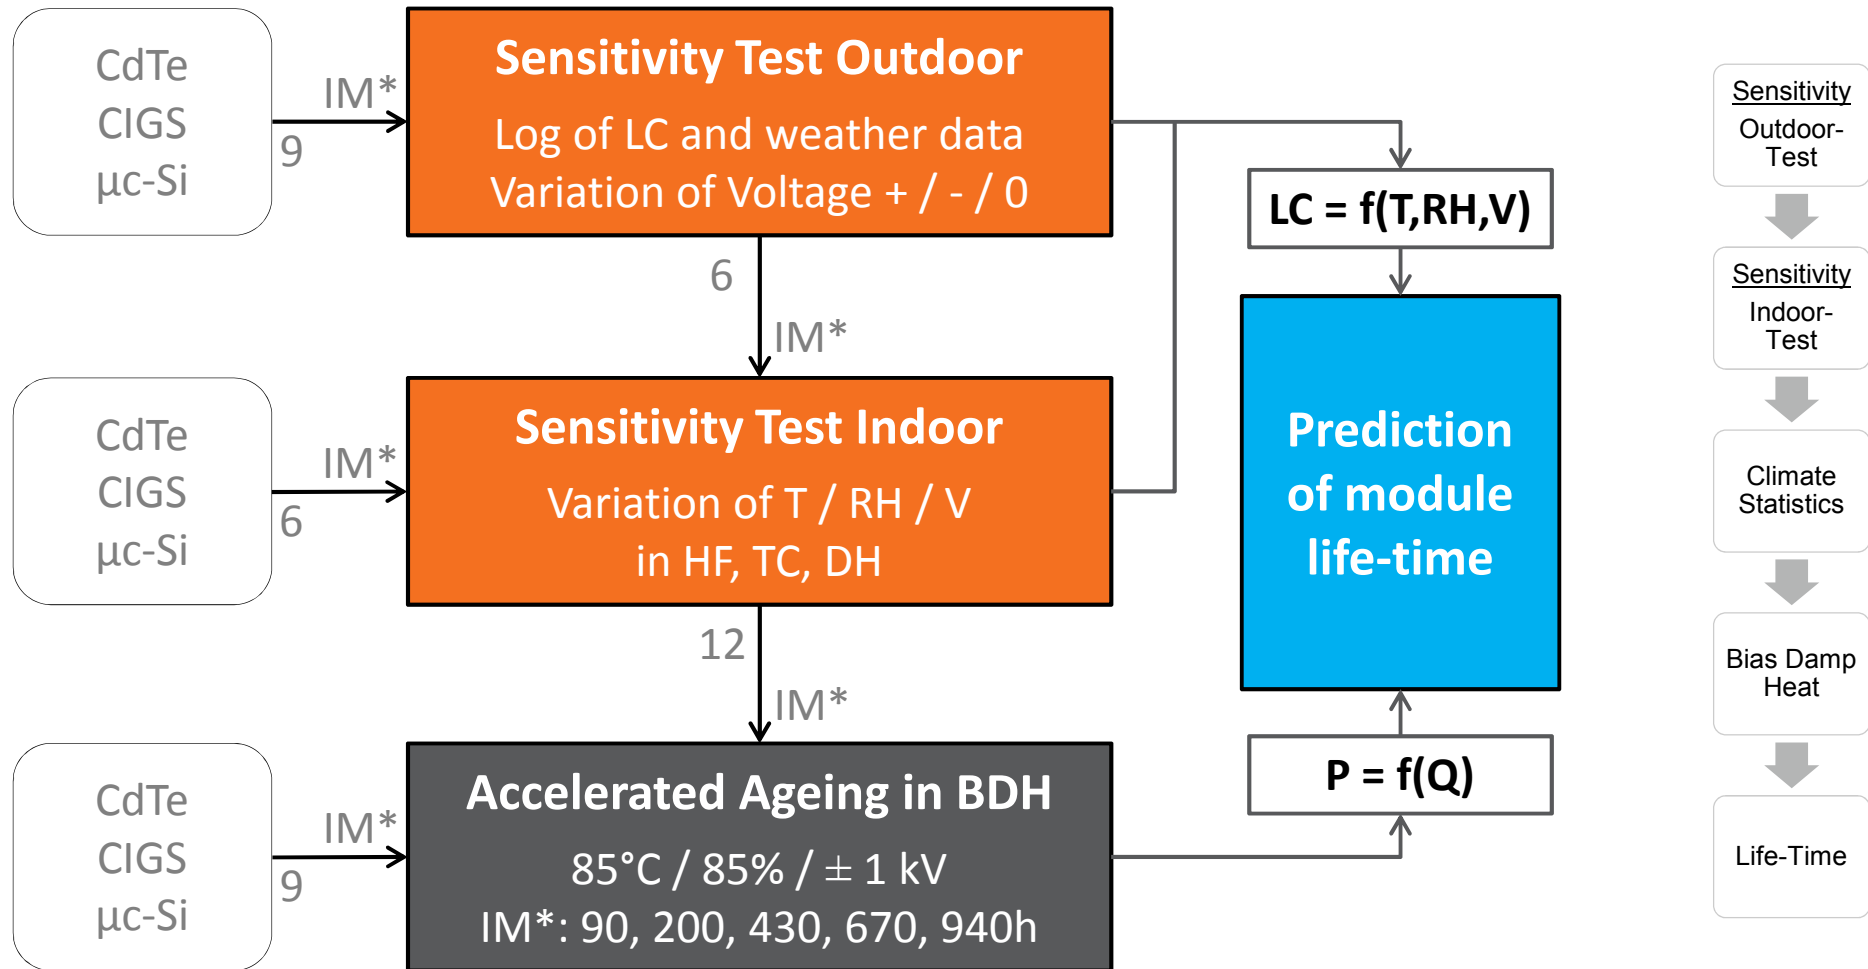 CdTe
CIGS
µc-Si
IM*
9
Sensitivity Test Outdoor
Log of LC and weather data
Variation of Voltage + / - / 0
6
IM*
CdTe
CIGS
µc-Si
IM*
6
Sensitivity Test Indoor
Variation of T / RH / V
in HF, TC, DH
12
IM*
CdTe
CIGS
µc-Si
IM*
9
Accelerated Ageing in BDH
85°C / 85% / ± 1 kV
IM*: 90, 200, 430, 670, 940h
LC = f(T,RH,V)
Prediction
of module
life-time
P = f(Q)
Sensitivity
Outdoor-
Test
Sensitivity
Indoor-
Test
Climate
Statistics
Bias Damp
Heat
Life-Time